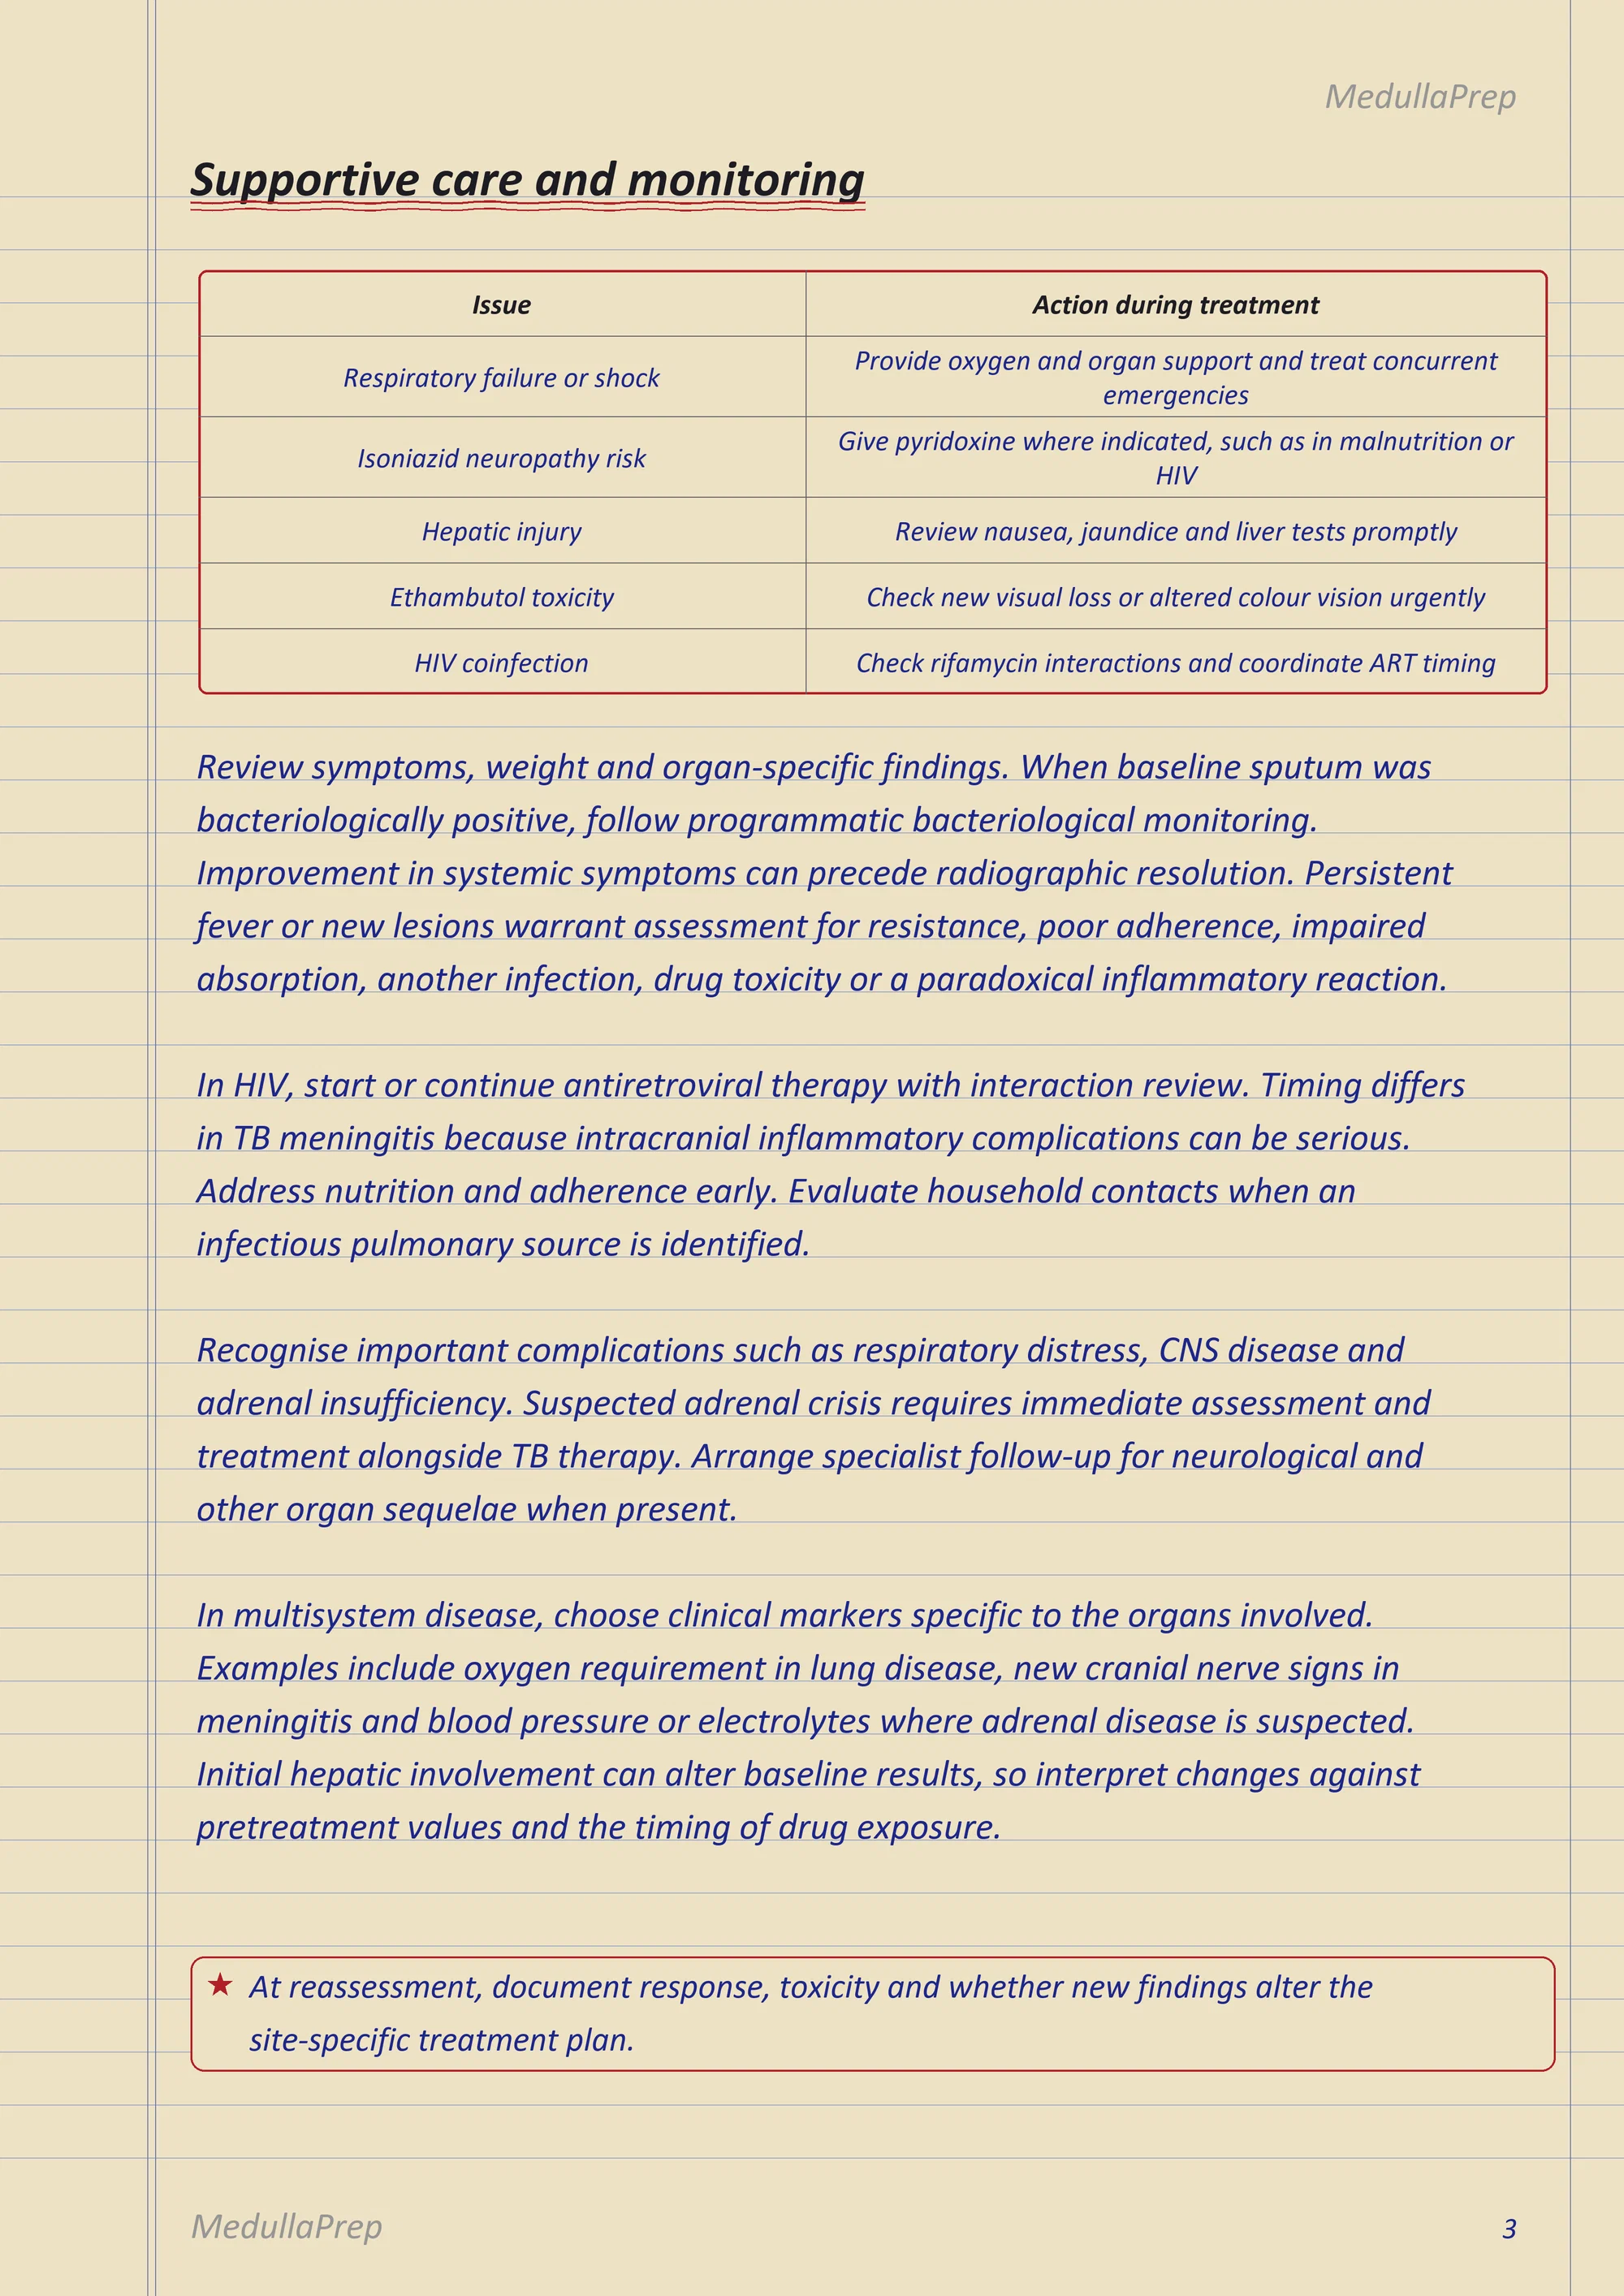 MedullaPrep
Supportive care and monitoring
Issue
Action during treatment
Respiratory failure or shock
Provide oxygen and organ support and treat concurrent
emergencies
Isoniazid neuropathy risk
Give pyridoxine where indicated, such as in malnutrition or
HIV
Hepatic injury
Review nausea, jaundice and liver tests promptly
Ethambutol toxicity
Check new visual loss or altered colour vision urgently
HIV coinfection
Check rifamycin interactions and coordinate ART timing
Review symptoms, weight and organ-specific findings. When baseline sputum was
bacteriologically positive, follow programmatic bacteriological monitoring.
Improvement in systemic symptoms can precede radiographic resolution. Persistent
fever or new lesions warrant assessment for resistance, poor adherence, impaired
absorption, another infection, drug toxicity or a paradoxical inflammatory reaction.
In HIV, start or continue antiretroviral therapy with interaction review. Timing differs
in TB meningitis because intracranial inflammatory complications can be serious.
Address nutrition and adherence early. Evaluate household contacts when an
infectious pulmonary source is identified.
Recognise important complications such as respiratory distress, CNS disease and
adrenal insufficiency. Suspected adrenal crisis requires immediate assessment and
treatment alongside TB therapy. Arrange specialist follow-up for neurological and
other organ sequelae when present.
In multisystem disease, choose clinical markers specific to the organs involved.
Examples include oxygen requirement in lung disease, new cranial nerve signs in
meningitis and blood pressure or electrolytes where adrenal disease is suspected.
Initial hepatic involvement can alter baseline results, so interpret changes against
pretreatment values and the timing of drug exposure.
★ At reassessment, document response, toxicity and whether new findings alter the
site-specific treatment plan.
MedullaPrep
3